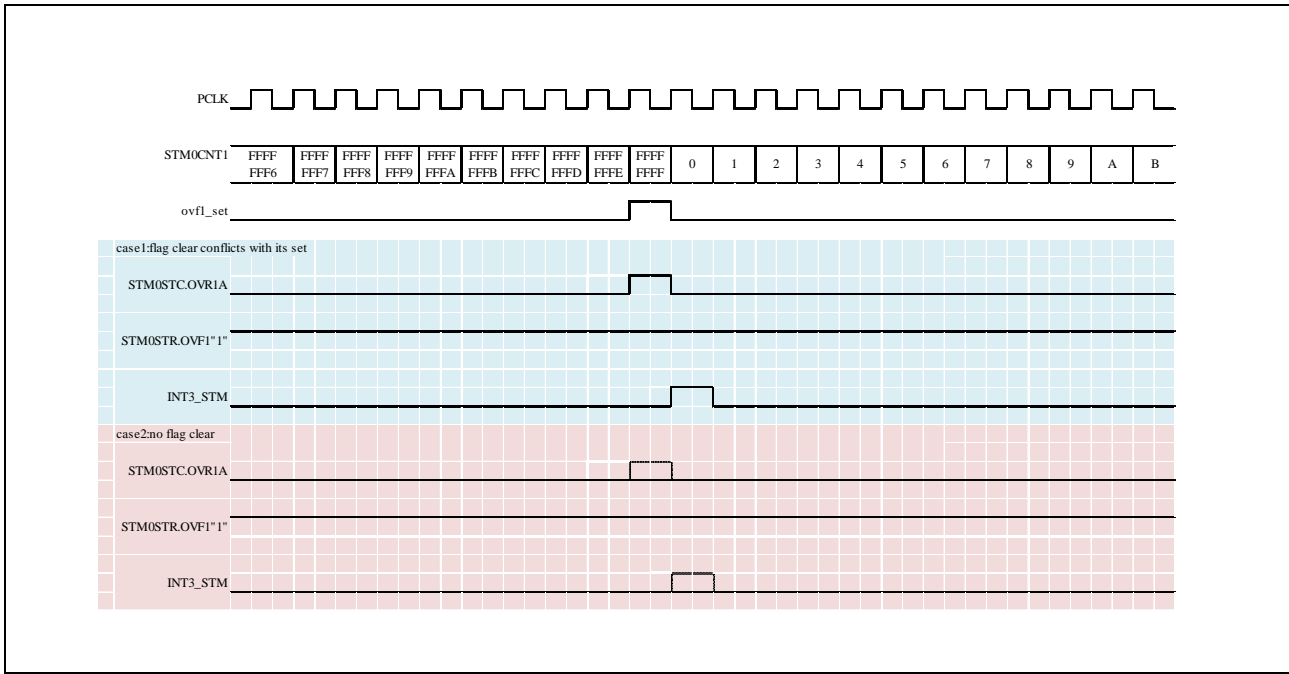 PCLK
STM0CNT1
FFFF FFFF FFFF FFFF FFFF FFFF FFFF FFFF FFFF FFFF
FFF6 FFF7 FFF8 FFF9 FFFA FFFB FFFC FFFD FFFE FFFF
0 1 2 3 4 5 6 7 8 9 A B
ovf1_set
case1:flag clear conflicts with its set
STM0STC.OVR1A
STM0STR.OVF1"1"
INT3_STM
case2:no flag clear
STM0STC.OVR1A
STM0STR.OVF1"1"
INT3_STM